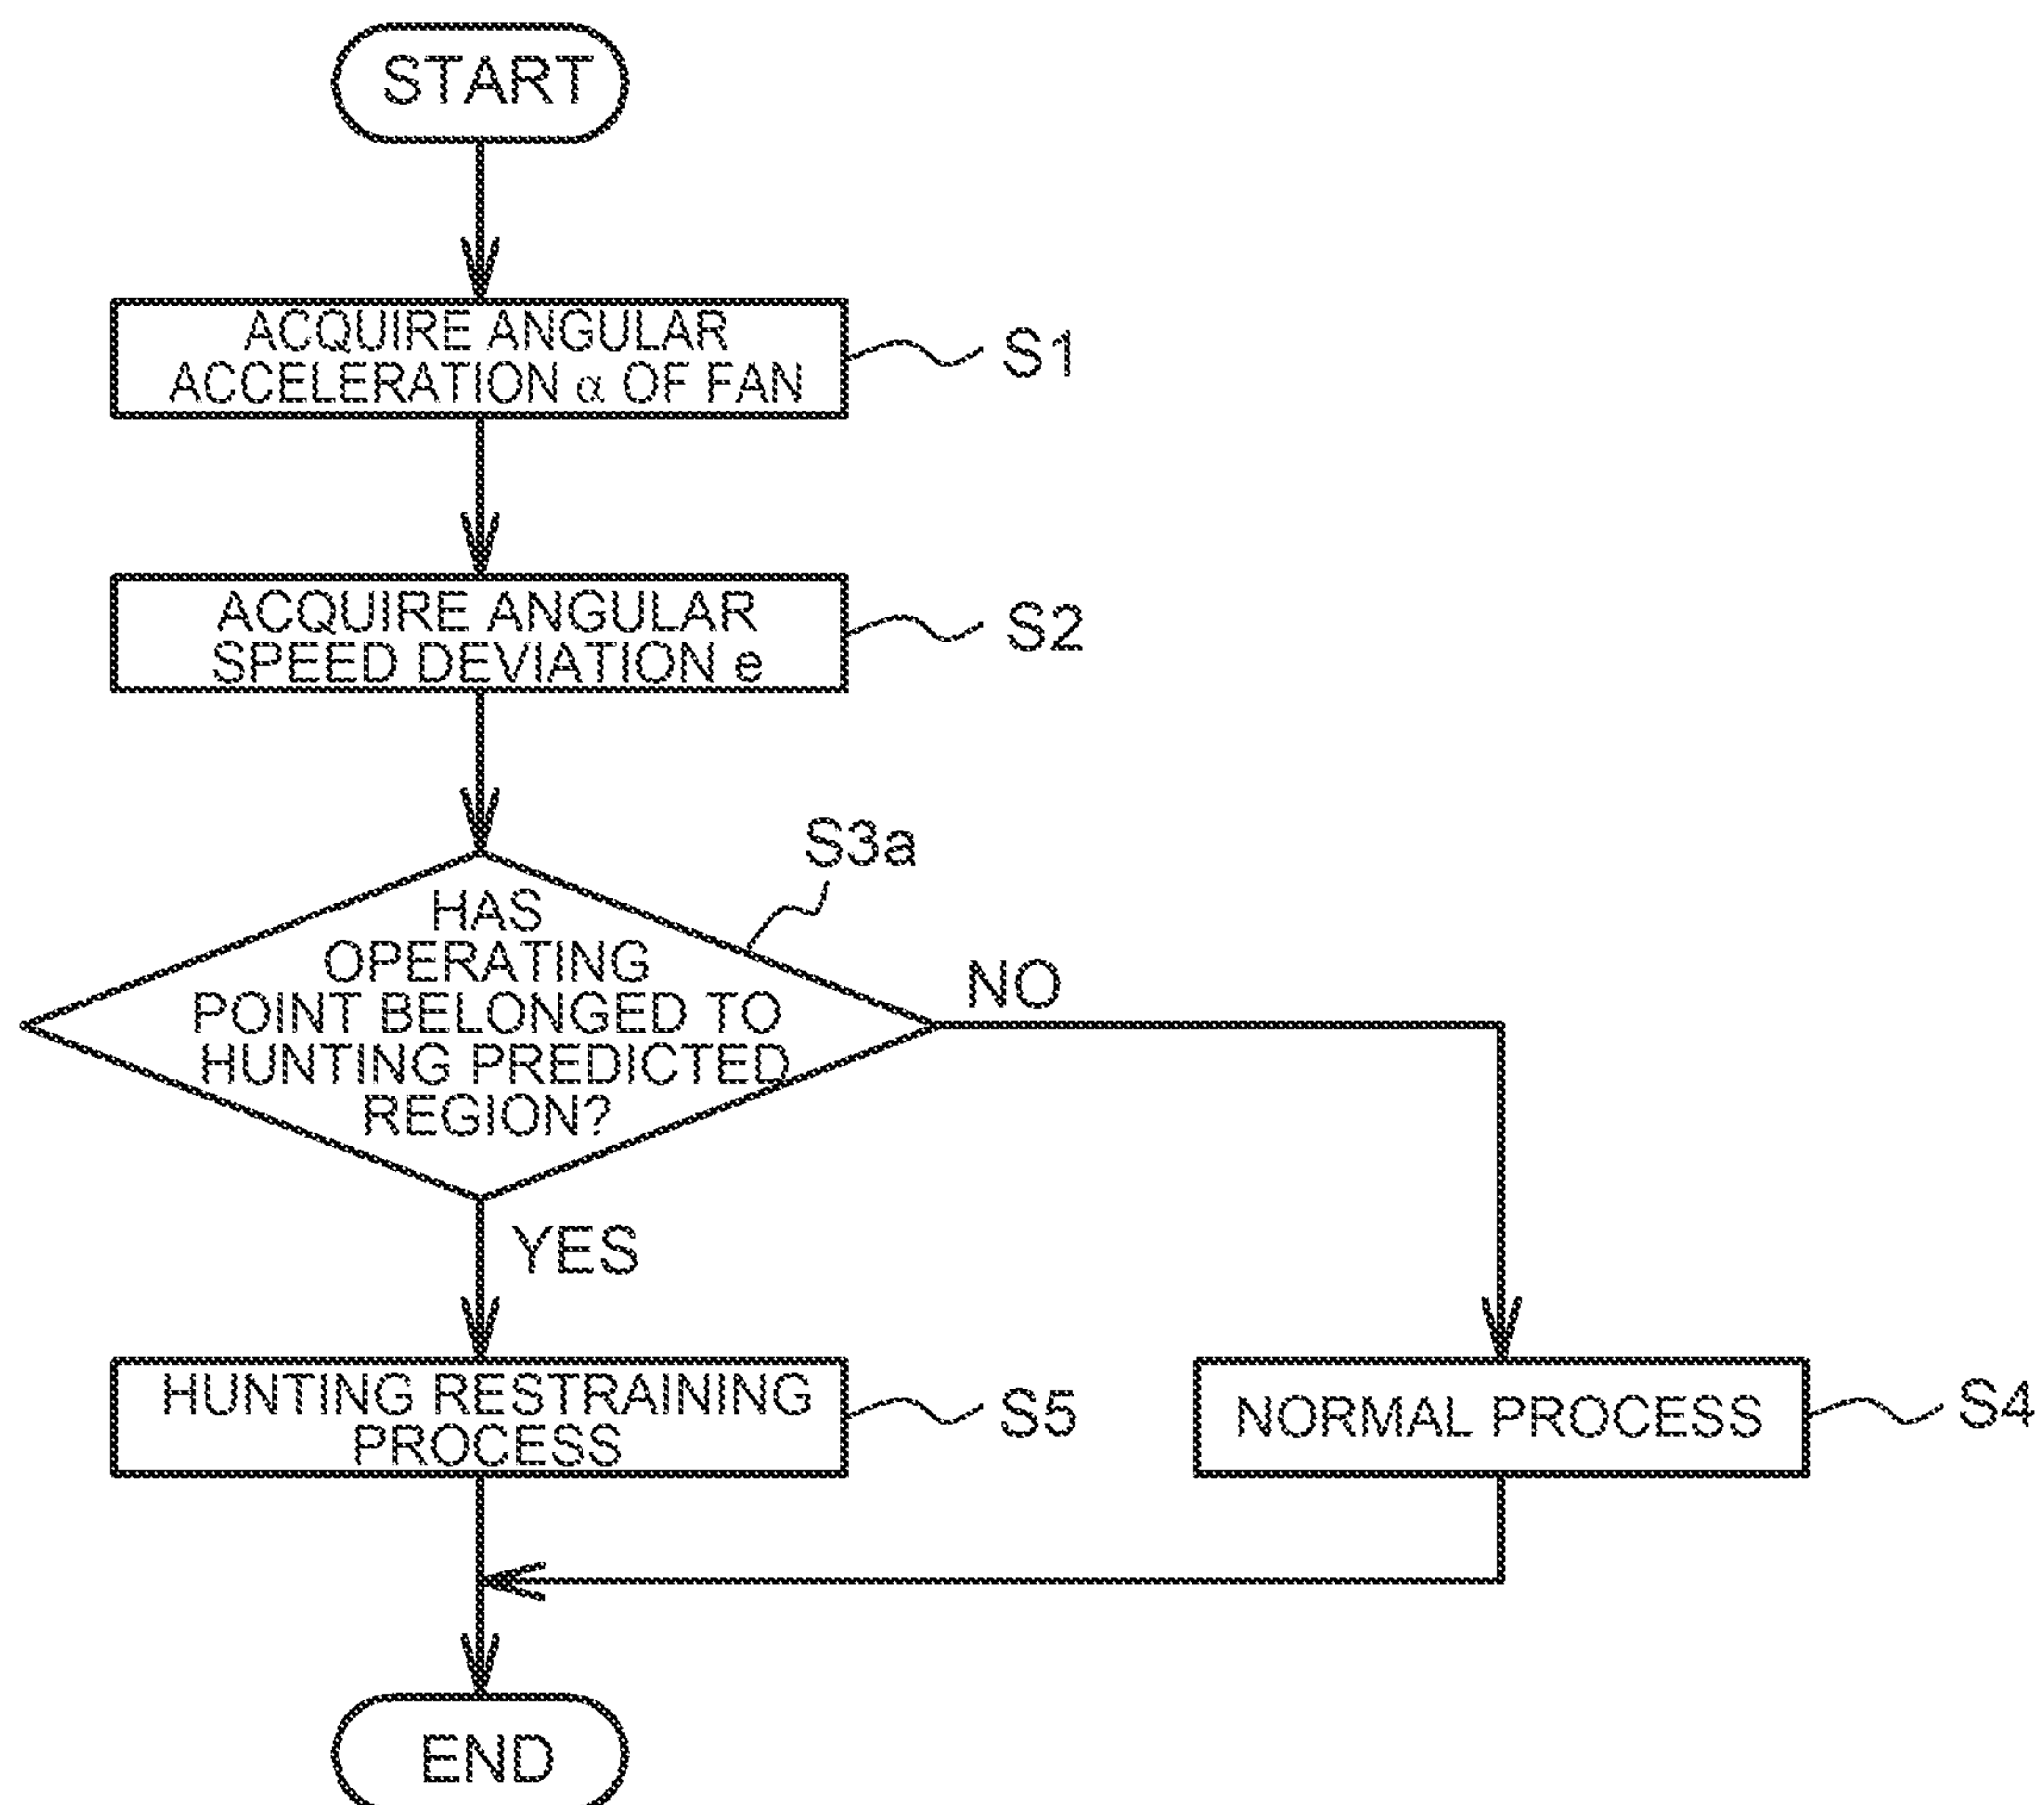 START
ACQUIRE ANGULAR
ACCELERATION α OF FAN
S1
ACQUIRE ANGULAR
SPEED DEVIATION e
S2
S3a
HAS
OPERATING
POINT BELONGED TO
HUNTING PREDICTED
REGION?
NO
YES
HUNTING RESTRAINING
PROCESS
S5
NORMAL PROCESS
S4
END